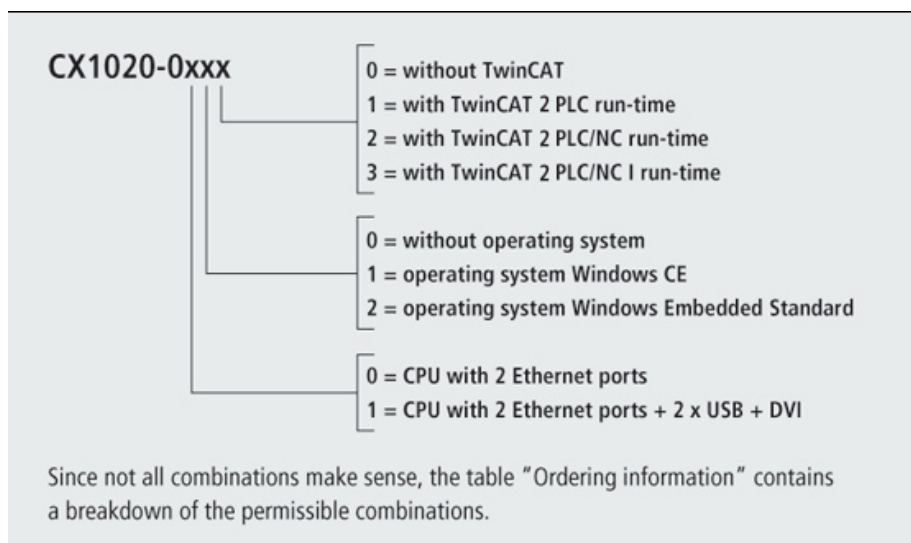 CX1020-0xxx
0 = without TwinCAT
1 = with TwinCAT 2 PLC run-time
2 = with TwinCAT 2 PLC/NC run-time
3 = with TwinCAT 2 PLC/NC I run-time
0 = without operating system
1 = operating system Windows CE
2 = operating system Windows Embedded Standard
0 = CPU with 2 Ethernet ports
1 = CPU with 2 Ethernet ports + 2 x USB + DVI
Since not all combinations make sense, the table "Ordering information" contains
a breakdown of the permissible combinations.